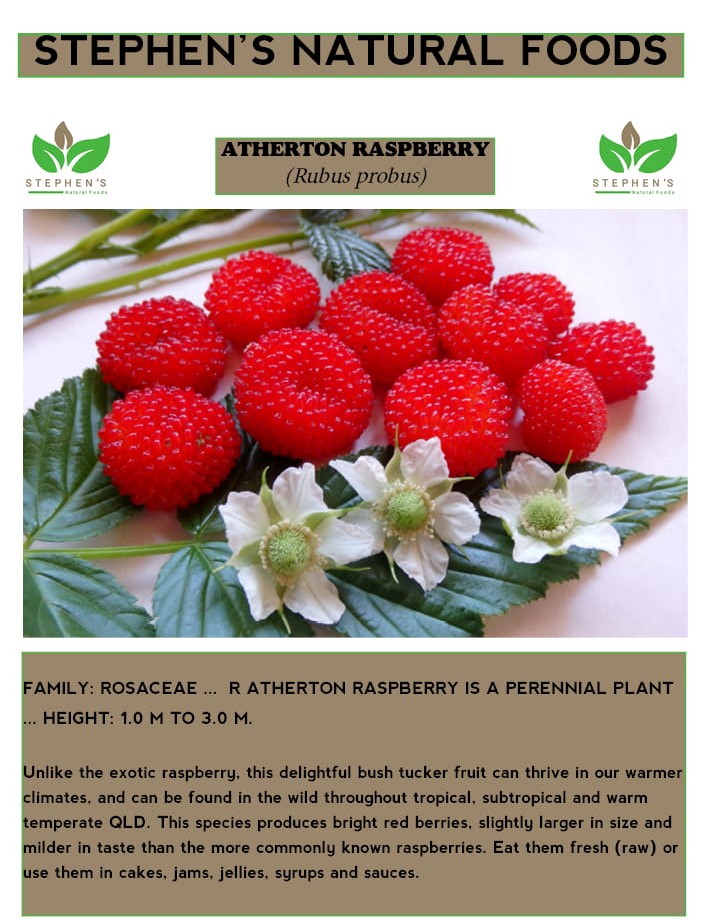 STEPHEN'S NATURAL FOODS
STEPHEN'S
Natural Foods
ATHERTON RASPBERRY
(Rubus probus)
STEPHEN'S
Natural Foods
FAMILY: ROSACEAE ... R ATHERTON RASPBERRY IS A PERENNIAL PLANT
... HEIGHT: 1.0 M TO 3.0 M.
Unlike the exotic raspberry, this delightful bush tucker fruit can thrive in our warmer
climates, and can be found in the wild throughout tropical, subtropical and warm
temperate QLD. This species produces bright red berries, slightly larger in size and
milder in taste than the more commonly known raspberries. Eat them fresh (raw) or
use them in cakes, jams, jellies, syrups and sauces.